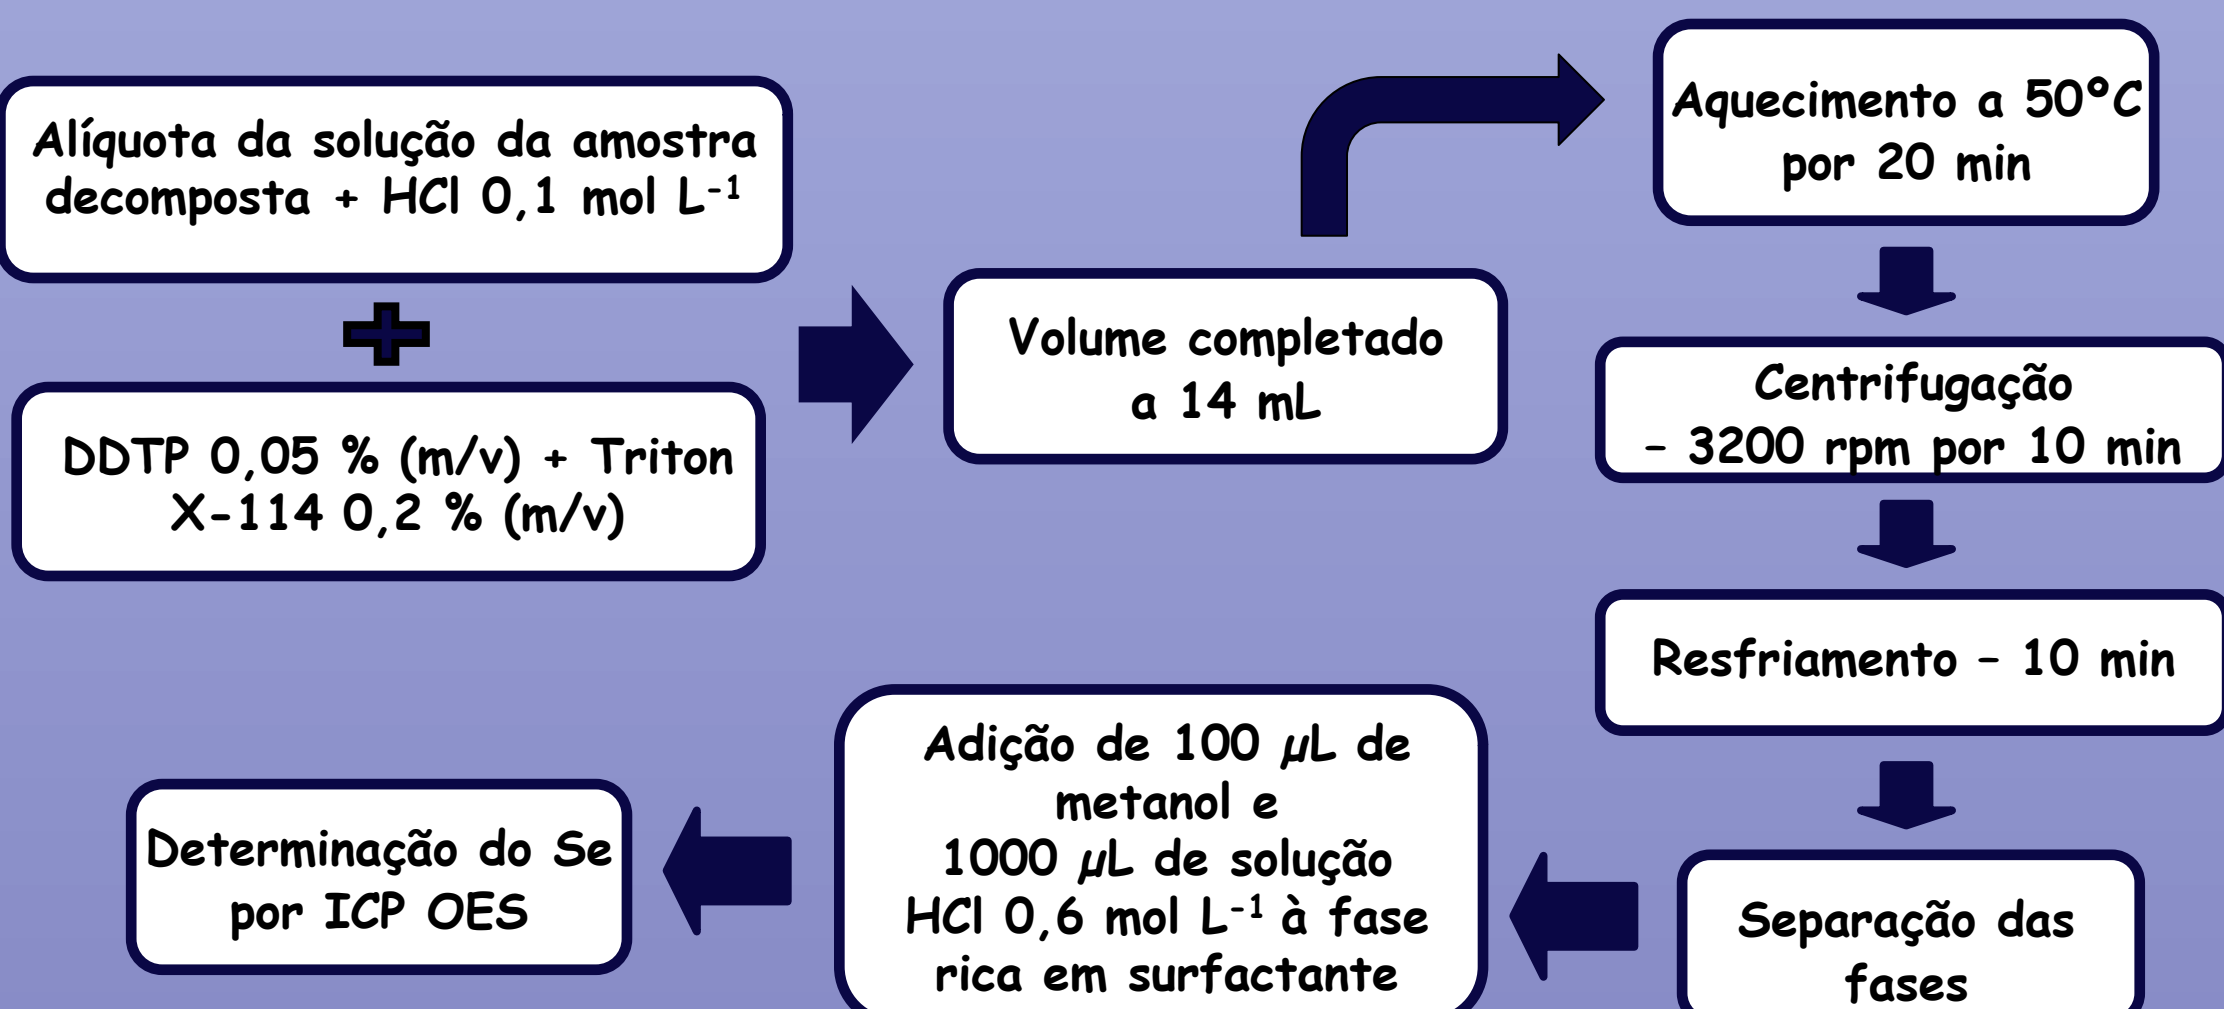 Alíquota da solução da amostra
decomposta + HCl 0,1 mol L⁻¹
DDTP 0,05 % (m/v) + Triton
X-114 0,2 % (m/v)
Volume completado
a 14 mL
Aquecimento a 50ºC
por 20 min
Centrifugação
– 3200 rpm por 10 min
Resfriamento – 10 min
Separação das
fases
Adição de 100 µL de
metanol e
1000 µL de solução
HCl 0,6 mol L⁻¹ à fase
rica em surfactante
Determinação do Se
por ICP OES